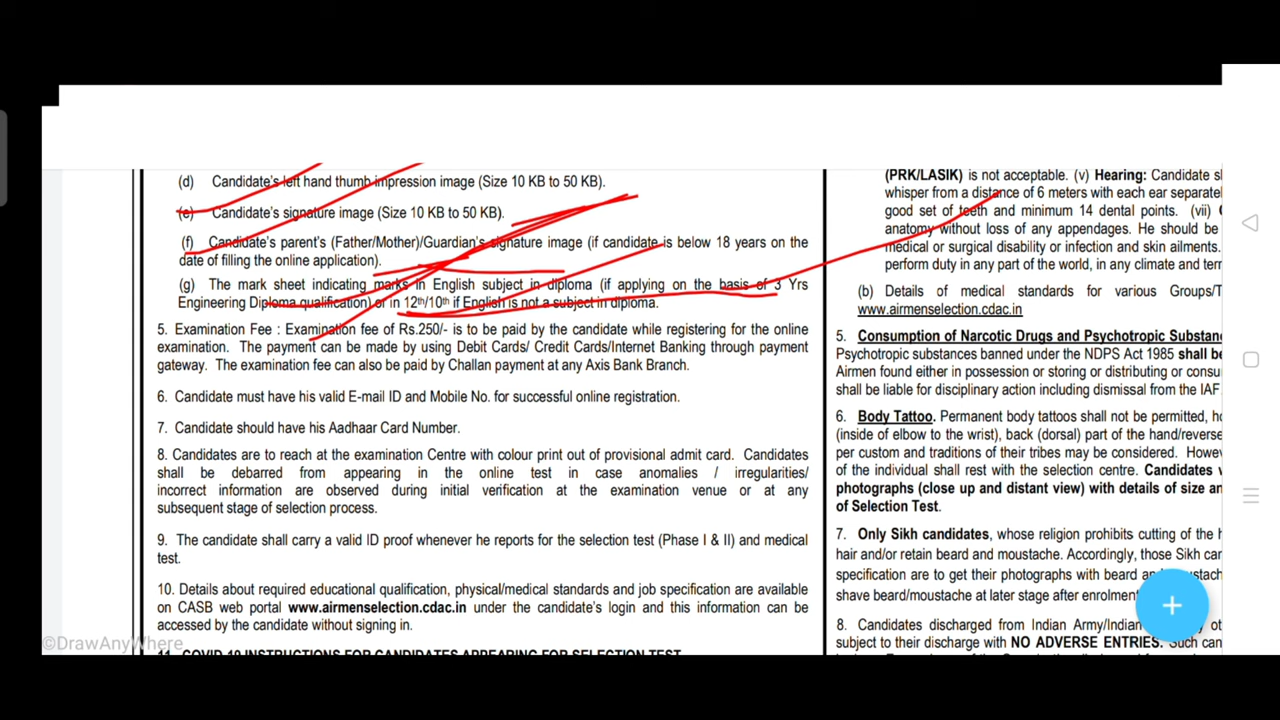 (d) Candidate's left hand thumb impression image (Size 10 KB to 50 KB).
(e) Candidate's signature image (Size 10 KB to 50 KB).
(f) Candidate's parent's (Father/Mother)/Guardian's signature image (if candidate is below 18 years on the
date of filling the online application).
(g) The mark sheet indicating marks in English subject in diploma (if applying on the basis of 3 Yrs
Engineering Diploma qualification) or in 12th/10th if English is not a subject in diploma.
5. Examination Fee : Examination fee of Rs.250/- is to be paid by the candidate while registering for the online
examination. The payment can be made by using Debit Cards/ Credit Cards/Internet Banking through payment
gateway. The examination fee can also be paid by Challan payment at any Axis Bank Branch.
6. Candidate must have his valid E-mail ID and Mobile No. for successful online registration.
7. Candidate should have his Aadhaar Card Number.
8. Candidates are to reach at the examination Centre with colour print out of provisional admit card. Candidates
shall be debarred from appearing in the online test in case anomalies / irregularities/
incorrect information are observed during initial verification at the examination venue or at any
subsequent stage of selection process.
9. The candidate shall carry a valid ID proof whenever he reports for the selection test (Phase I & II) and medical
test.
10. Details about required educational qualification, physical/medical standards and job specification are available
on CASB web portal www.airmenselection.cdac.in under the candidate's login and this information can be
accessed by the candidate without signing in.
11. COVID-19 INSTRUCTIONS FOR CANDIDATES APPEARING FOR SELECTION TEST
(PRK/LASIK) is not acceptable. (v) Hearing: Candidate
whisper from a distance of 6 meters with each ear
good set of teeth and minimum 14 dental points. (vii)
anatomy without loss of any appendages. He should be
medical or surgical disability or infection and skin ailments.
perform duty in any part of the world, in any climate and
(b) Details of medical standards for various
www.airmenselection.cdac.in
5. Consumption of Narcotic Drugs and Psychotropic
Psychotropic substances banned under the NDPS Act 1985 shall be
Airmen found either in possession or storing or distributing or
shall be liable for disciplinary action including dismissal from the IAF
6. Body Tattoo. Permanent body tattoos shall not be permitted,
(inside of elbow to the wrist), back (dorsal) part of the
per custom and traditions of their tribes may be considered.
of the individual shall rest with the selection centre. Candidates
photographs (close up and distant view) with details of size
of Selection Test.
7. Only Sikh candidates, whose religion prohibits cutting of the
hair and/or retain beard and moustache. Accordingly, those Sikh
specification are to get their photographs with beard
shave beard/moustache at later stage after
8. Candidates discharged from Indian
subject to their discharge with NO ADVERSE ENTRIES. Such
©DrawAnyWhere